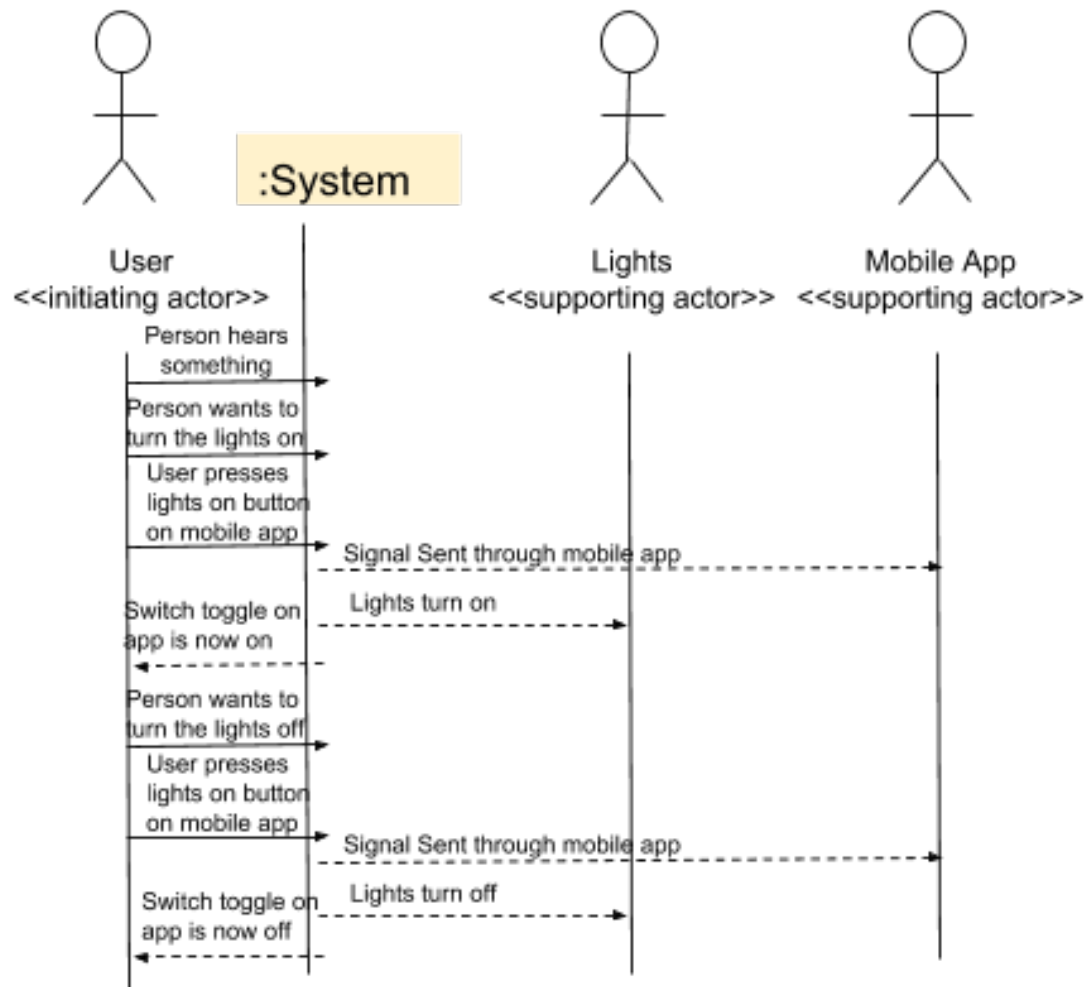 :System
User
<<initiating actor>>
Lights
<<supporting actor>>
Mobile App
<<supporting actor>>
Person hears
something
Person wants to
turn the lights on
User presses
lights on button
on mobile app
Signal Sent through mobile app
Lights turn on
Switch toggle on
app is now on
Person wants to
turn the lights off
User presses
lights on button
on mobile app
Signal Sent through mobile app
Lights turn off
Switch toggle on
app is now off